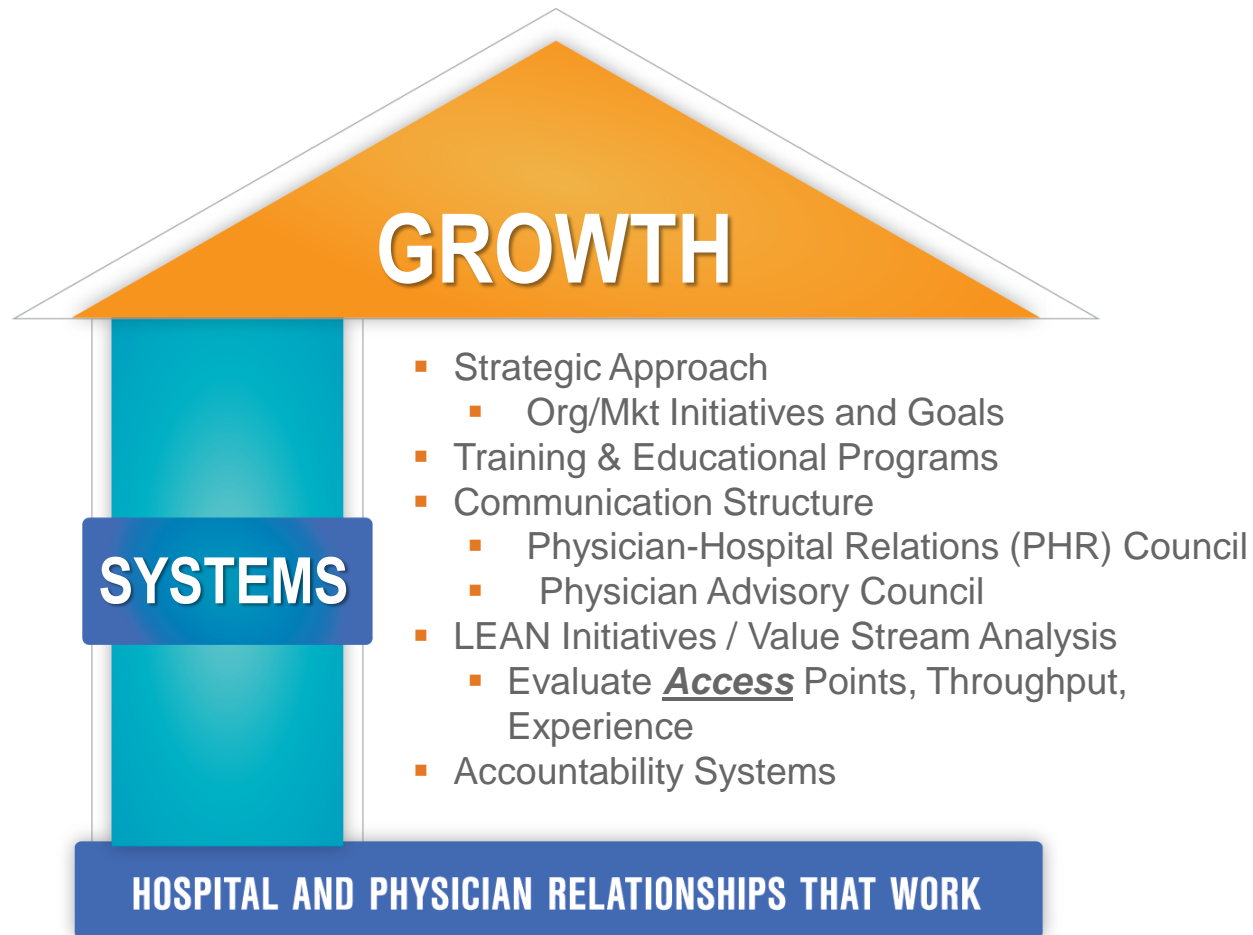 GROWTH
Strategic Approach
Org/Mkt Initiatives and Goals
Training & Educational Programs
Communication Structure
Physician-Hospital Relations (PHR) Council
Physician Advisory Council
LEAN Initiatives / Value Stream Analysis
Evaluate Access Points, Throughput,
Experience
Accountability Systems
SYSTEMS
HOSPITAL AND PHYSICIAN RELATIONSHIPS THAT WORK